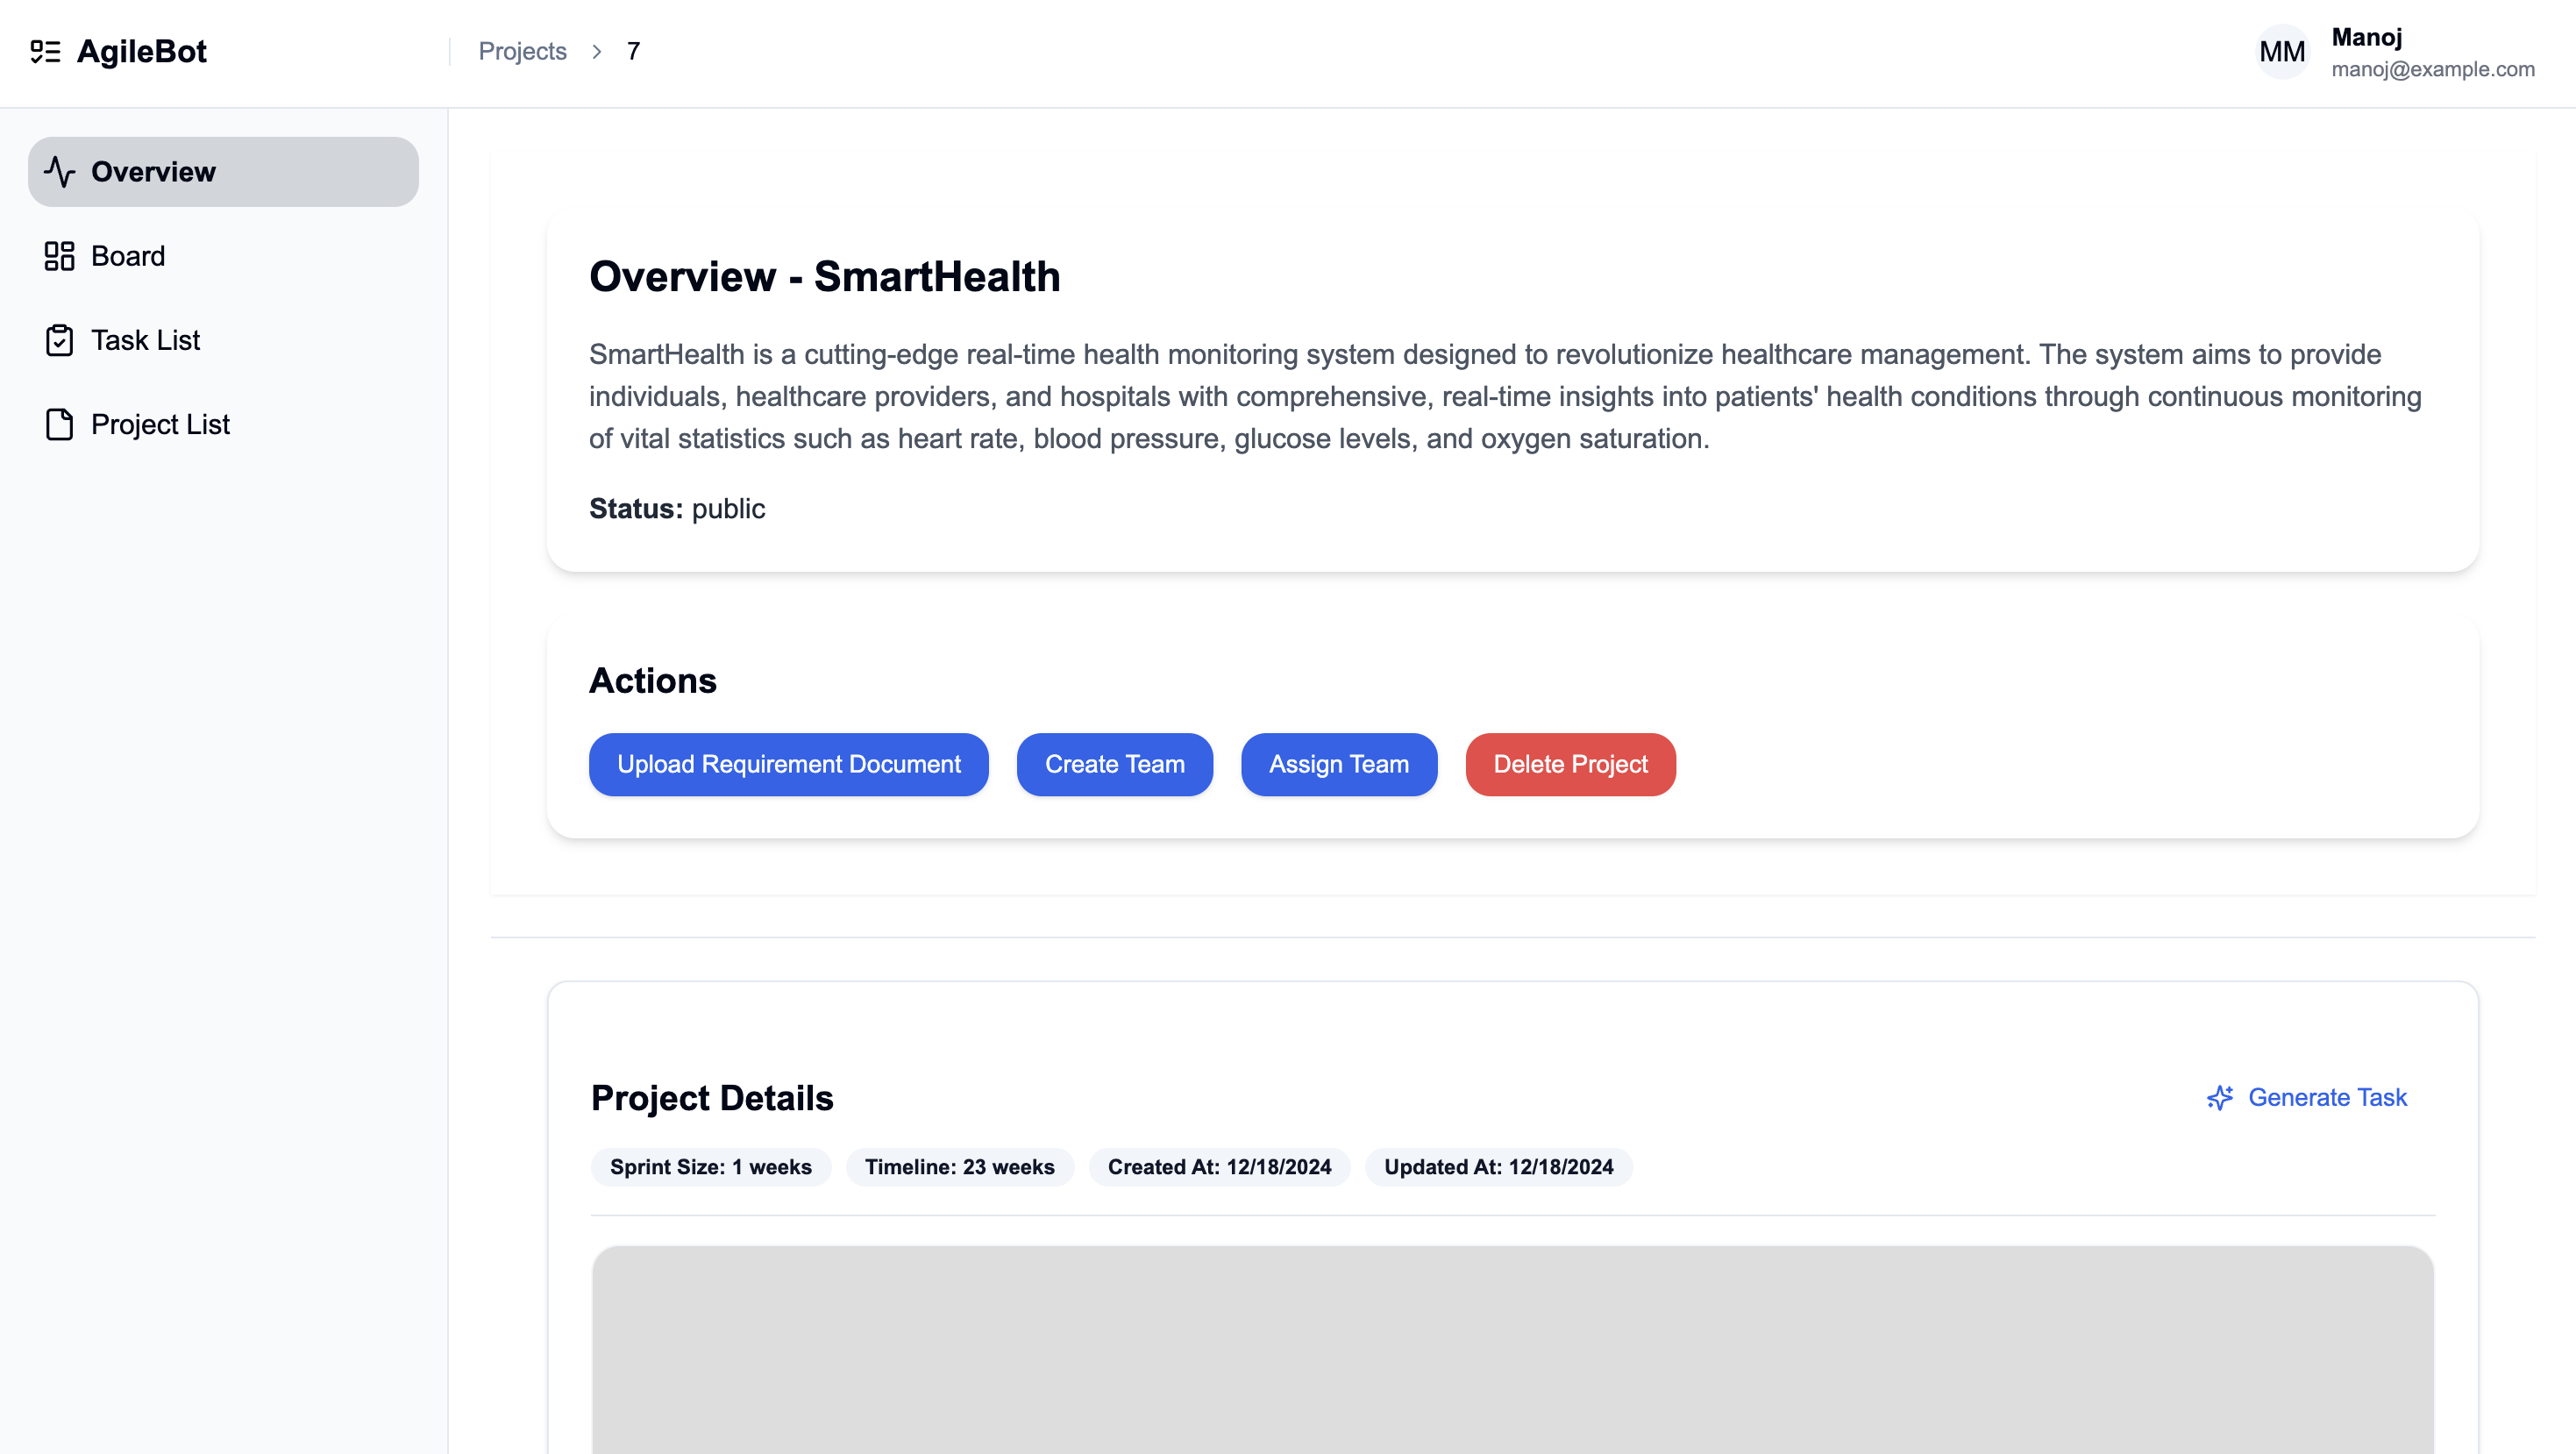 AgileBot
Projects > 7
MM
Manoj
manoj@example.com
Overview
Board
Task List
Project List
Overview - SmartHealth
SmartHealth is a cutting-edge real-time health monitoring system designed to revolutionize healthcare management. The system aims to provide
individuals, healthcare providers, and hospitals with comprehensive, real-time insights into patients' health conditions through continuous monitoring
of vital statistics such as heart rate, blood pressure, glucose levels, and oxygen saturation.
Status: public
Actions
Upload Requirement Document
Create Team
Assign Team
Delete Project
Project Details
Generate Task
Sprint Size: 1 weeks
Timeline: 23 weeks
Created At: 12/18/2024
Updated At: 12/18/2024